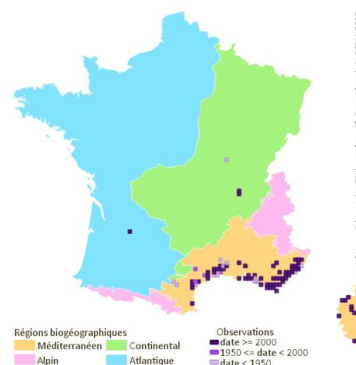 Régions biogéographiques
Méditerranéen
Continental
Alpin
Atlantique
Observations
date >= 2000
1950 <= date < 2000
date < 1950